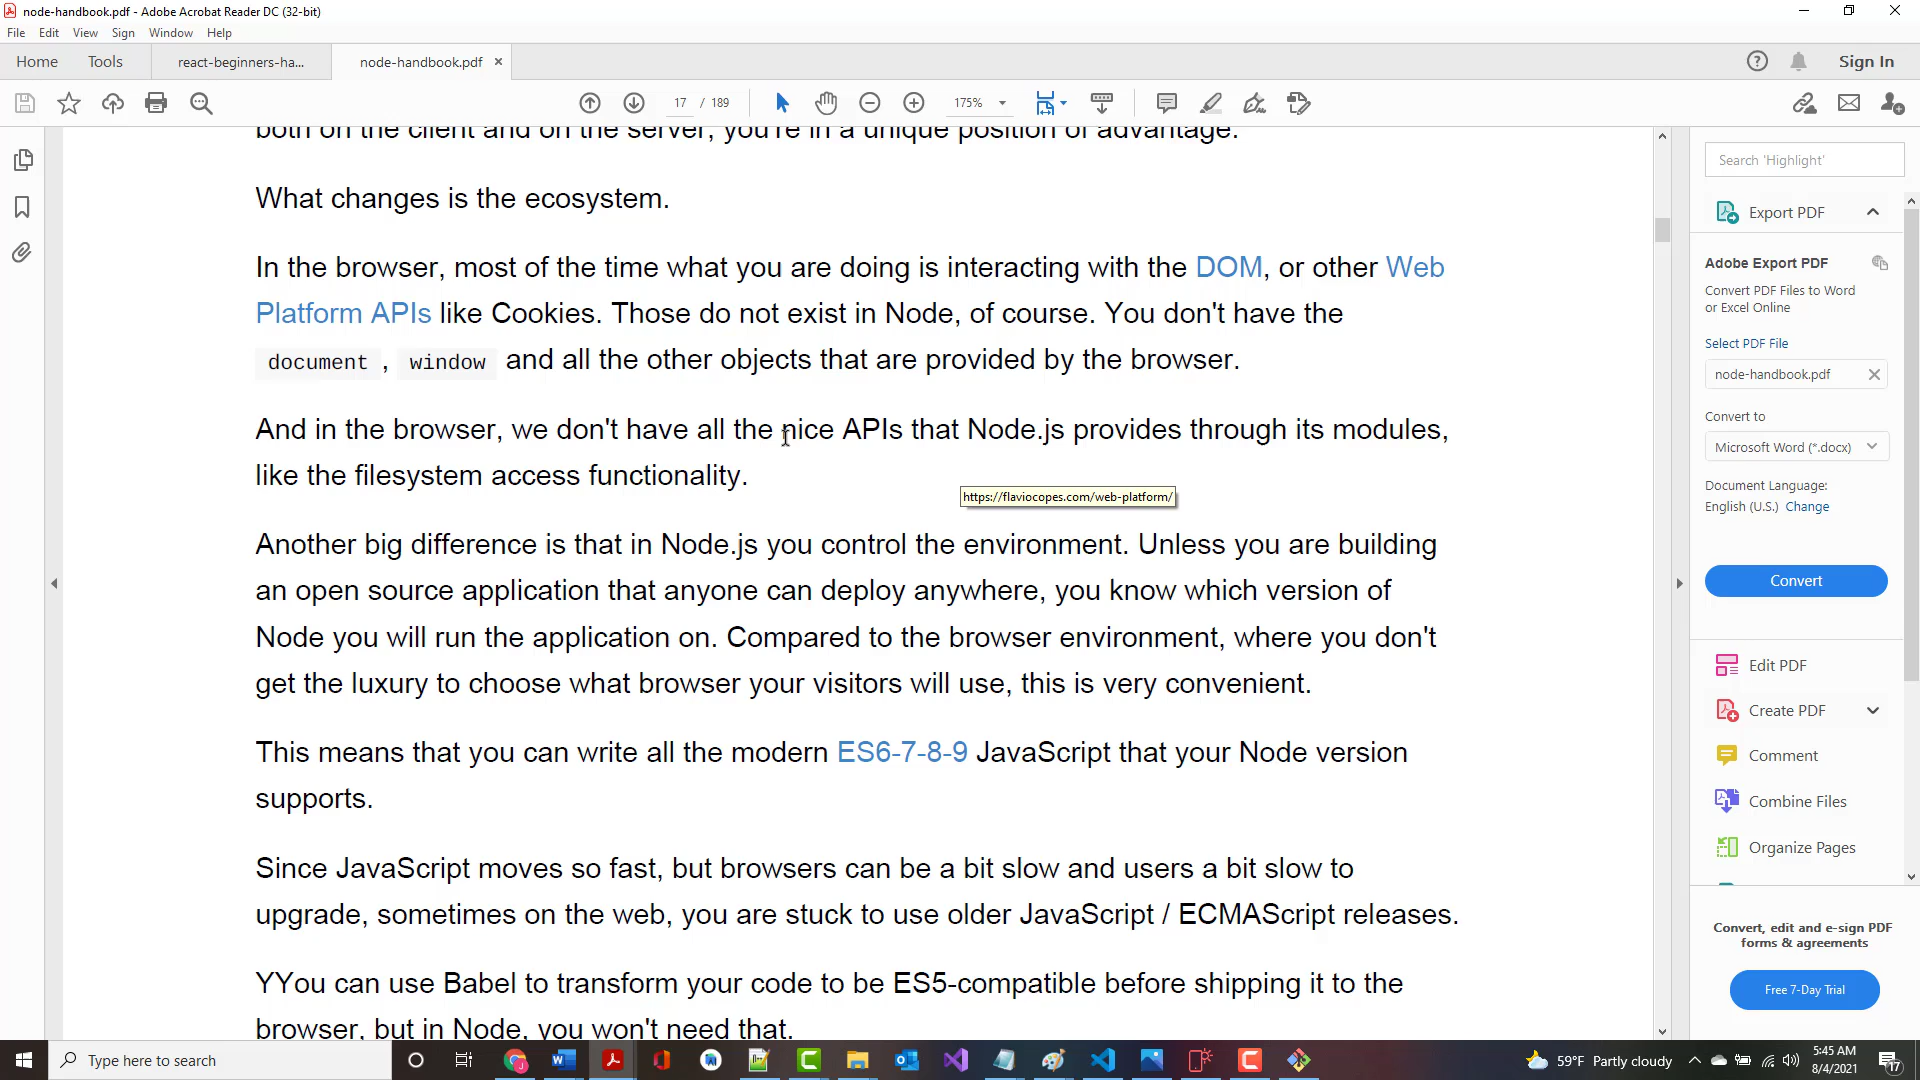 node-handbook.pdf - Adobe Acrobat Reader DC (32-bit)
File Edit View Sign Window Help
Home Tools react-beginners-ha... node-handbook.pdf × Sign In
17 / 189 175%
both on the client and on the server, you're in a unique position of advantage.
What changes is the ecosystem.
In the browser, most of the time what you are doing is interacting with the DOM, or other Web
Platform APIs like Cookies. Those do not exist in Node, of course. You don't have the
document , window and all the other objects that are provided by the browser.
And in the browser, we don't have all the nice APIs that Node.js provides through its modules,
like the filesystem access functionality.
https://flaviocopes.com/web-platform/
Another big difference is that in Node.js you control the environment. Unless you are building
an open source application that anyone can deploy anywhere, you know which version of
Node you will run the application on. Compared to the browser environment, where you don't
get the luxury to choose what browser your visitors will use, this is very convenient.
This means that you can write all the modern ES6-7-8-9 JavaScript that your Node version
supports.
Since JavaScript moves so fast, but browsers can be a bit slow and users a bit slow to
upgrade, sometimes on the web, you are stuck to use older JavaScript / ECMAScript releases.
YYou can use Babel to transform your code to be ES5-compatible before shipping it to the
browser, but in Node, you won't need that.
Search 'Highlight'
Export PDF
Adobe Export PDF
Convert PDF Files to Word
or Excel Online
Select PDF File
node-handbook.pdf
Convert to
Microsoft Word (*.docx)
Document Language:
English (U.S.) Change
Convert
Edit PDF
Create PDF
Comment
Combine Files
Organize Pages
Convert, edit and e-sign PDF
forms & agreements
Free 7-Day Trial
Type here to search
59°F Partly cloudy
5:45 AM
8/4/2021
17